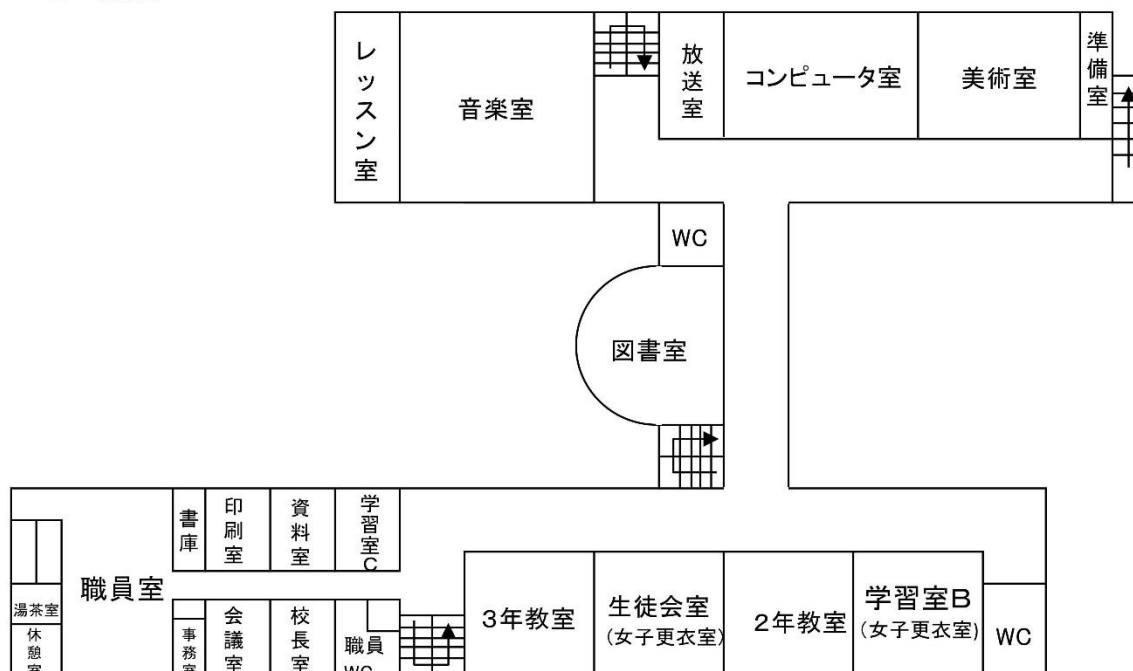 レッスン室
音楽室
放送室
コンピュータ室
美術室
準備室
WC
図書室
書庫
印刷室
資料室
学習室C
職員室
湯茶室
休憩室
事務室
会議室
校長室
職員
WC
3年教室
生徒会室
(女子更衣室)
2年教室
学習室B
(女子更衣室)
WC